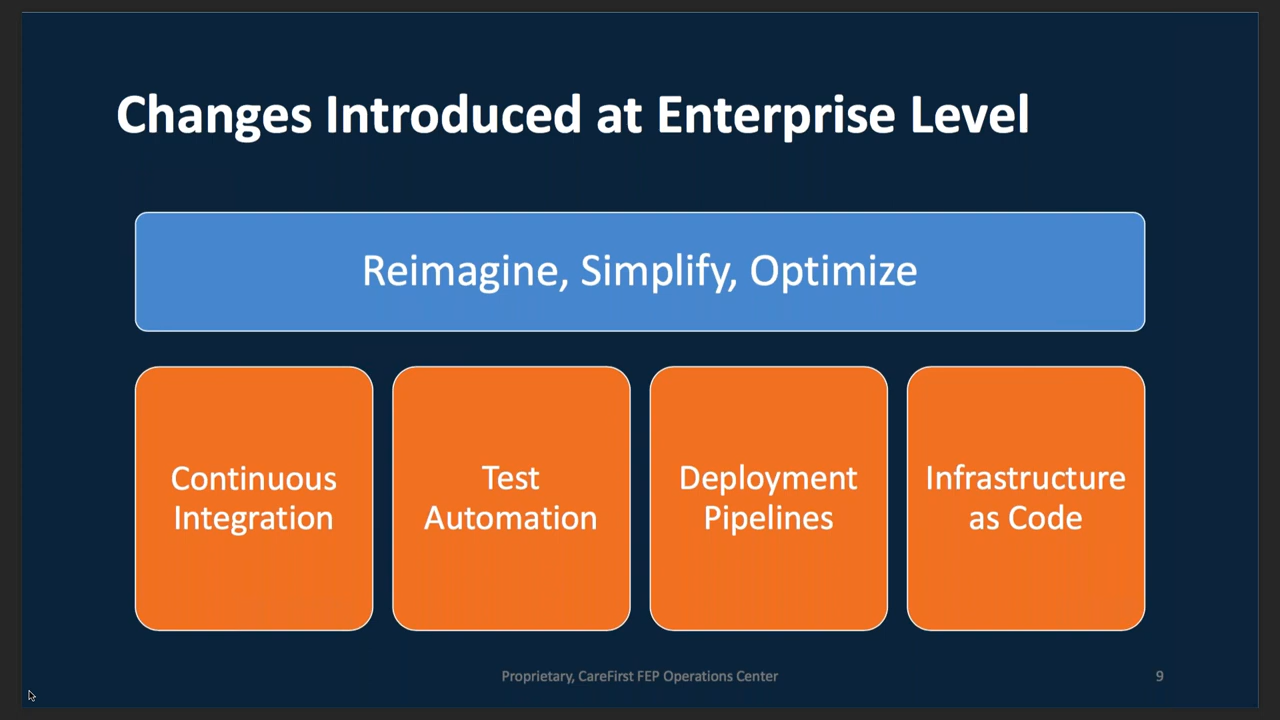 Changes Introduced at Enterprise Level
Reimagine, Simplify, Optimize
Continuous
Integration
Test
Automation
Deployment
Pipelines
Infrastructure
as Code
Proprietary, CareFirst FEP Operations Center
9